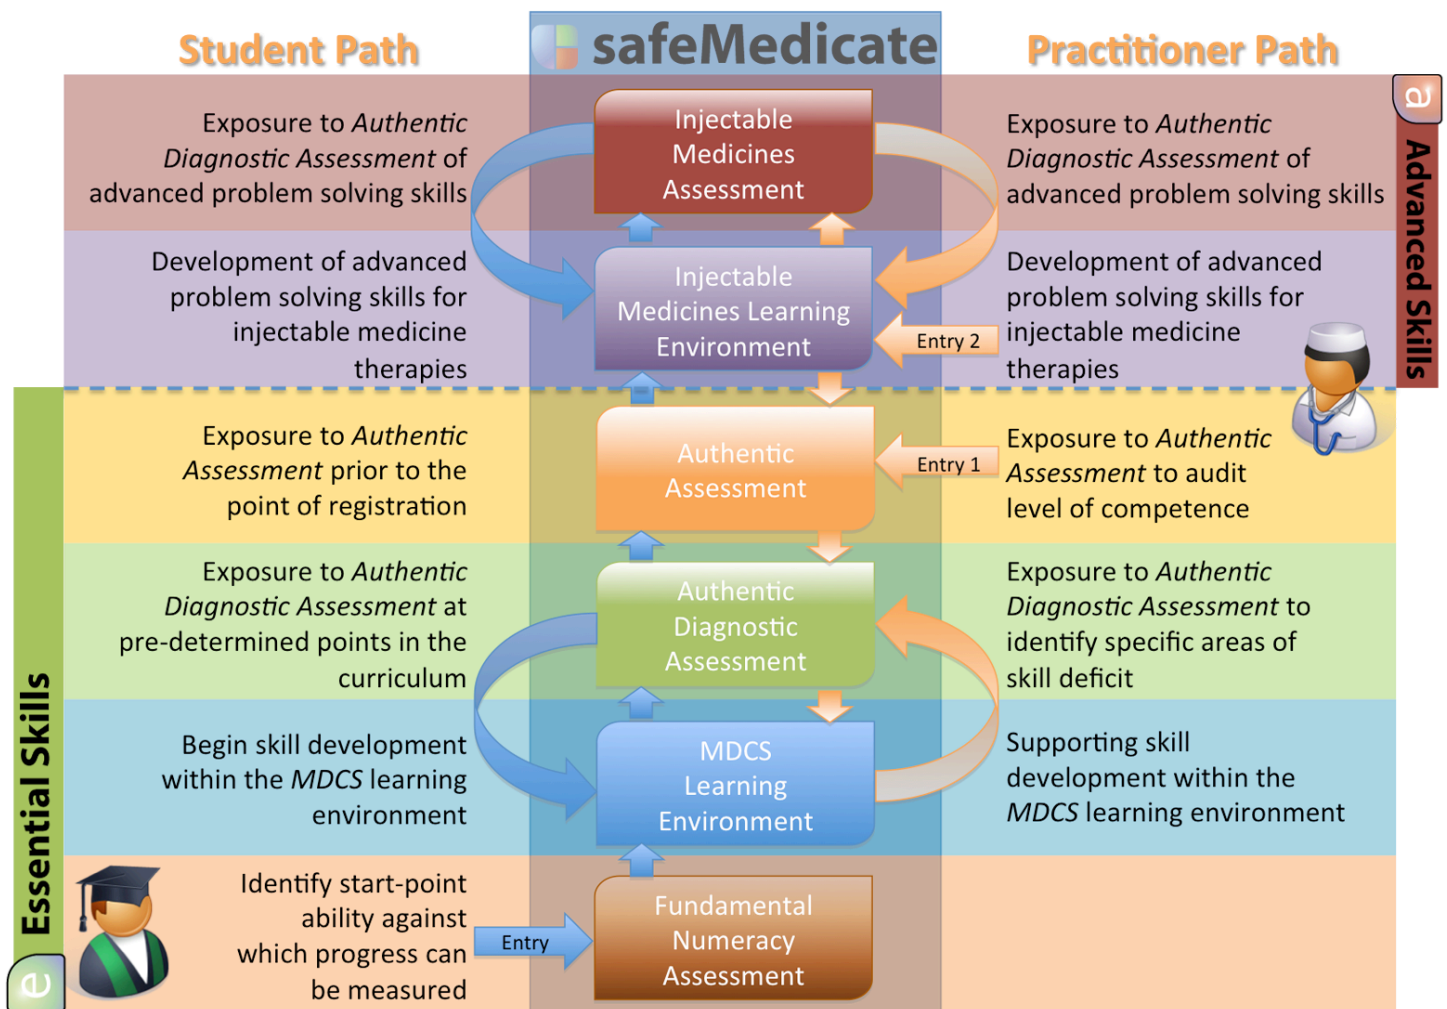 Student Path
safeMedicate
Practitioner Path
a
Advanced Skills
Exposure to Authentic
Diagnostic Assessment of
advanced problem solving skills
Injectable
Medicines
Assessment
Exposure to Authentic
Diagnostic Assessment of
advanced problem solving skills
Development of advanced
problem solving skills for
injectable medicine
therapies
Injectable
Medicines Learning
Environment
Entry 2
Development of advanced
problem solving skills for
injectable medicine
therapies
Essential Skills
e
Exposure to Authentic
Assessment prior to the
point of registration
Authentic
Assessment
Entry 1
Exposure to Authentic
Assessment to audit
level of competence
Exposure to Authentic
Diagnostic Assessment at
pre-determined points in the
curriculum
Authentic
Diagnostic
Assessment
Exposure to Authentic
Diagnostic Assessment to
identify specific areas of
skill deficit
Begin skill development
within the MDCS learning
environment
MDCS
Learning
Environment
Supporting skill
development within the
MDCS learning environment
Identify start-point
ability against
which progress can
be measured
Entry
Fundamental
Numeracy
Assessment